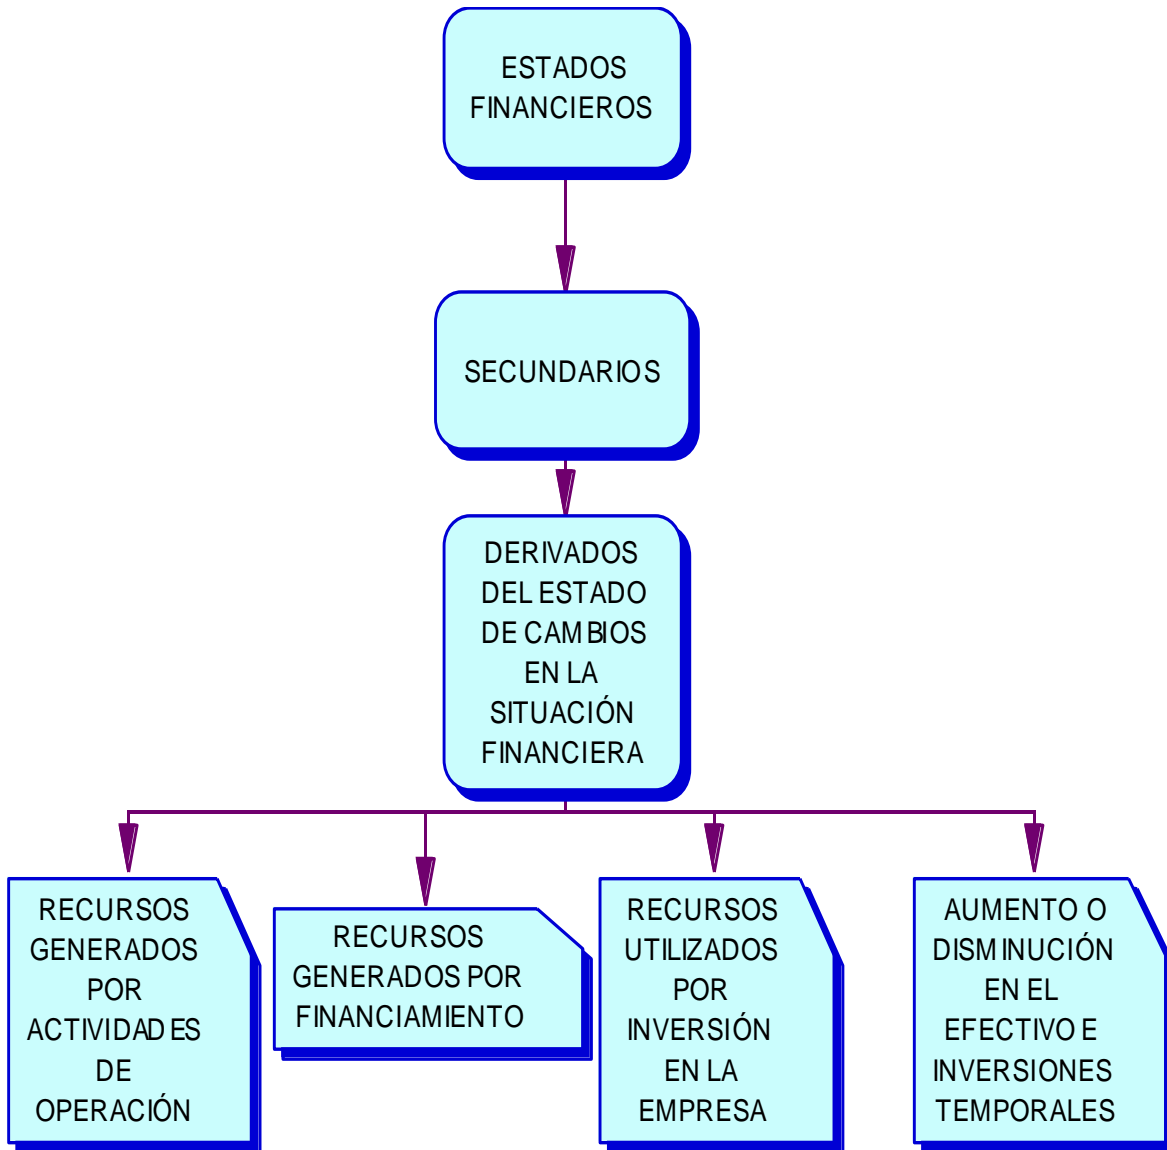 ESTADOS
FINANCIEROS
SECUNDARIOS
DERIVADOS
DEL ESTADO
DE CAMBIOS
EN LA
SITUACIÓN
FINANCIERA
RECURSOS
GENERADOS
POR
ACTIVIDADES
DE
OPERACIÓN
RECURSOS
GENERADOS POR
FINANCIAMIENTO
RECURSOS
UTILIZADOS
POR
INVERSIÓN
EN LA
EMPRESA
AUMENTO O
DISMINUCIÓN
EN EL
EFECTIVO E
INVERSIONES
TEMPORALES